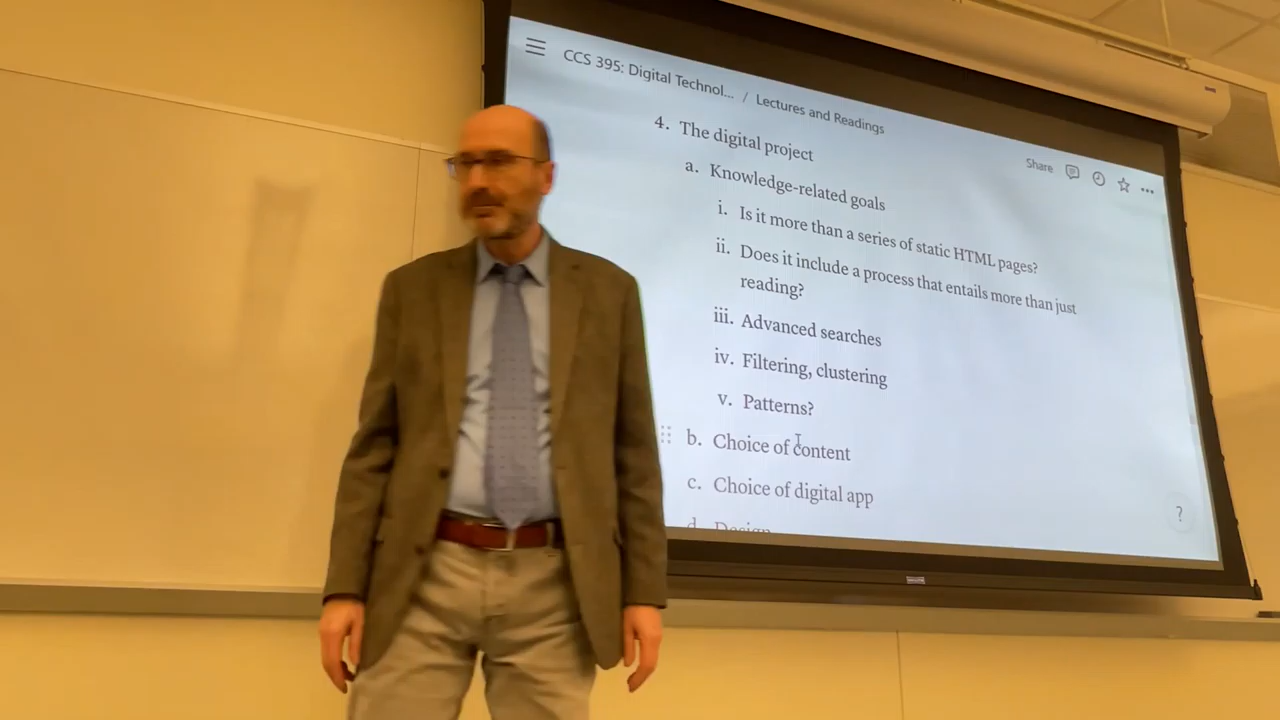 CCS 395: Digital Technol... / Lectures and Readings
Share
4. The digital project
a. Knowledge-related goals
i. Is it more than a series of static HTML pages?
ii. Does it include a process that entails more than just
reading?
iii. Advanced searches
iv. Filtering, clustering
v. Patterns?
b. Choice of content
c. Choice of digital app
d. Design
?